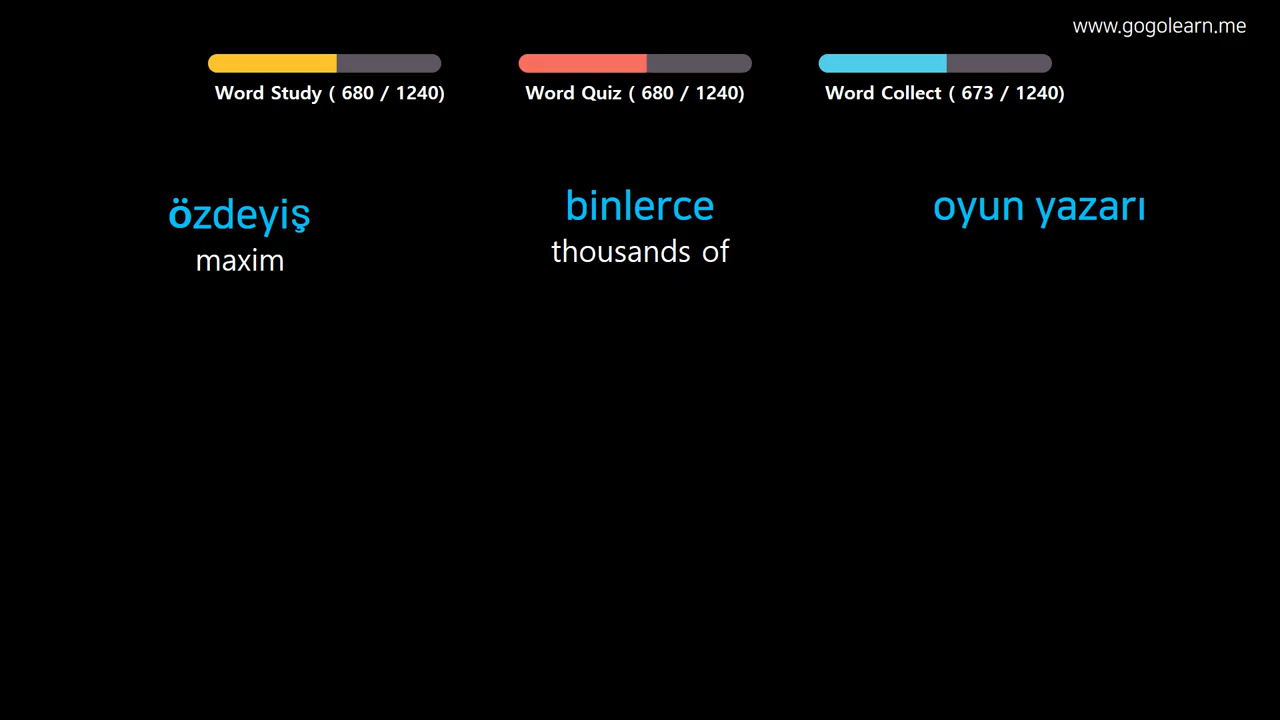 www.gogolearn.me
Word Study ( 680 / 1240)
Word Quiz ( 680 / 1240)
Word Collect ( 673 / 1240)
özdeyiş
maxim
binlerce
thousands of
oyun yazarı